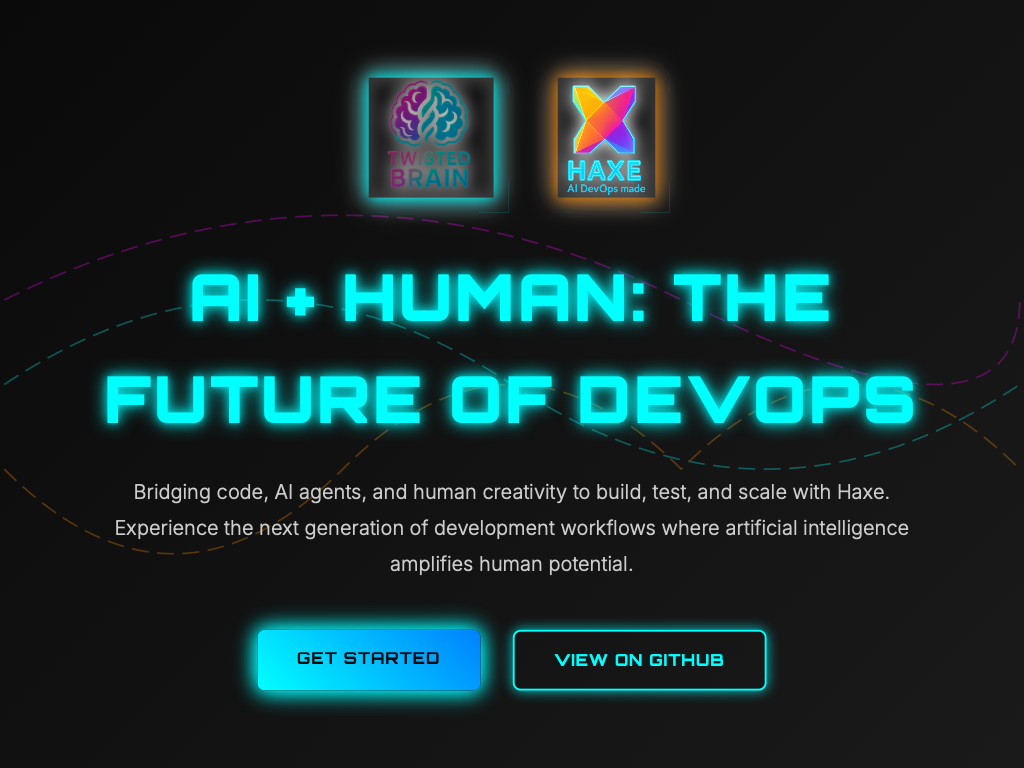 TWISTED
BRAIN
HAXE
AI DevOps made
AI + HUMAN: THE
FUTURE OF DEVOPS
Bridging code, AI agents, and human creativity to build, test, and scale with Haxe.
Experience the next generation of development workflows where artificial intelligence
amplifies human potential.
GET STARTED
VIEW ON GITHUB